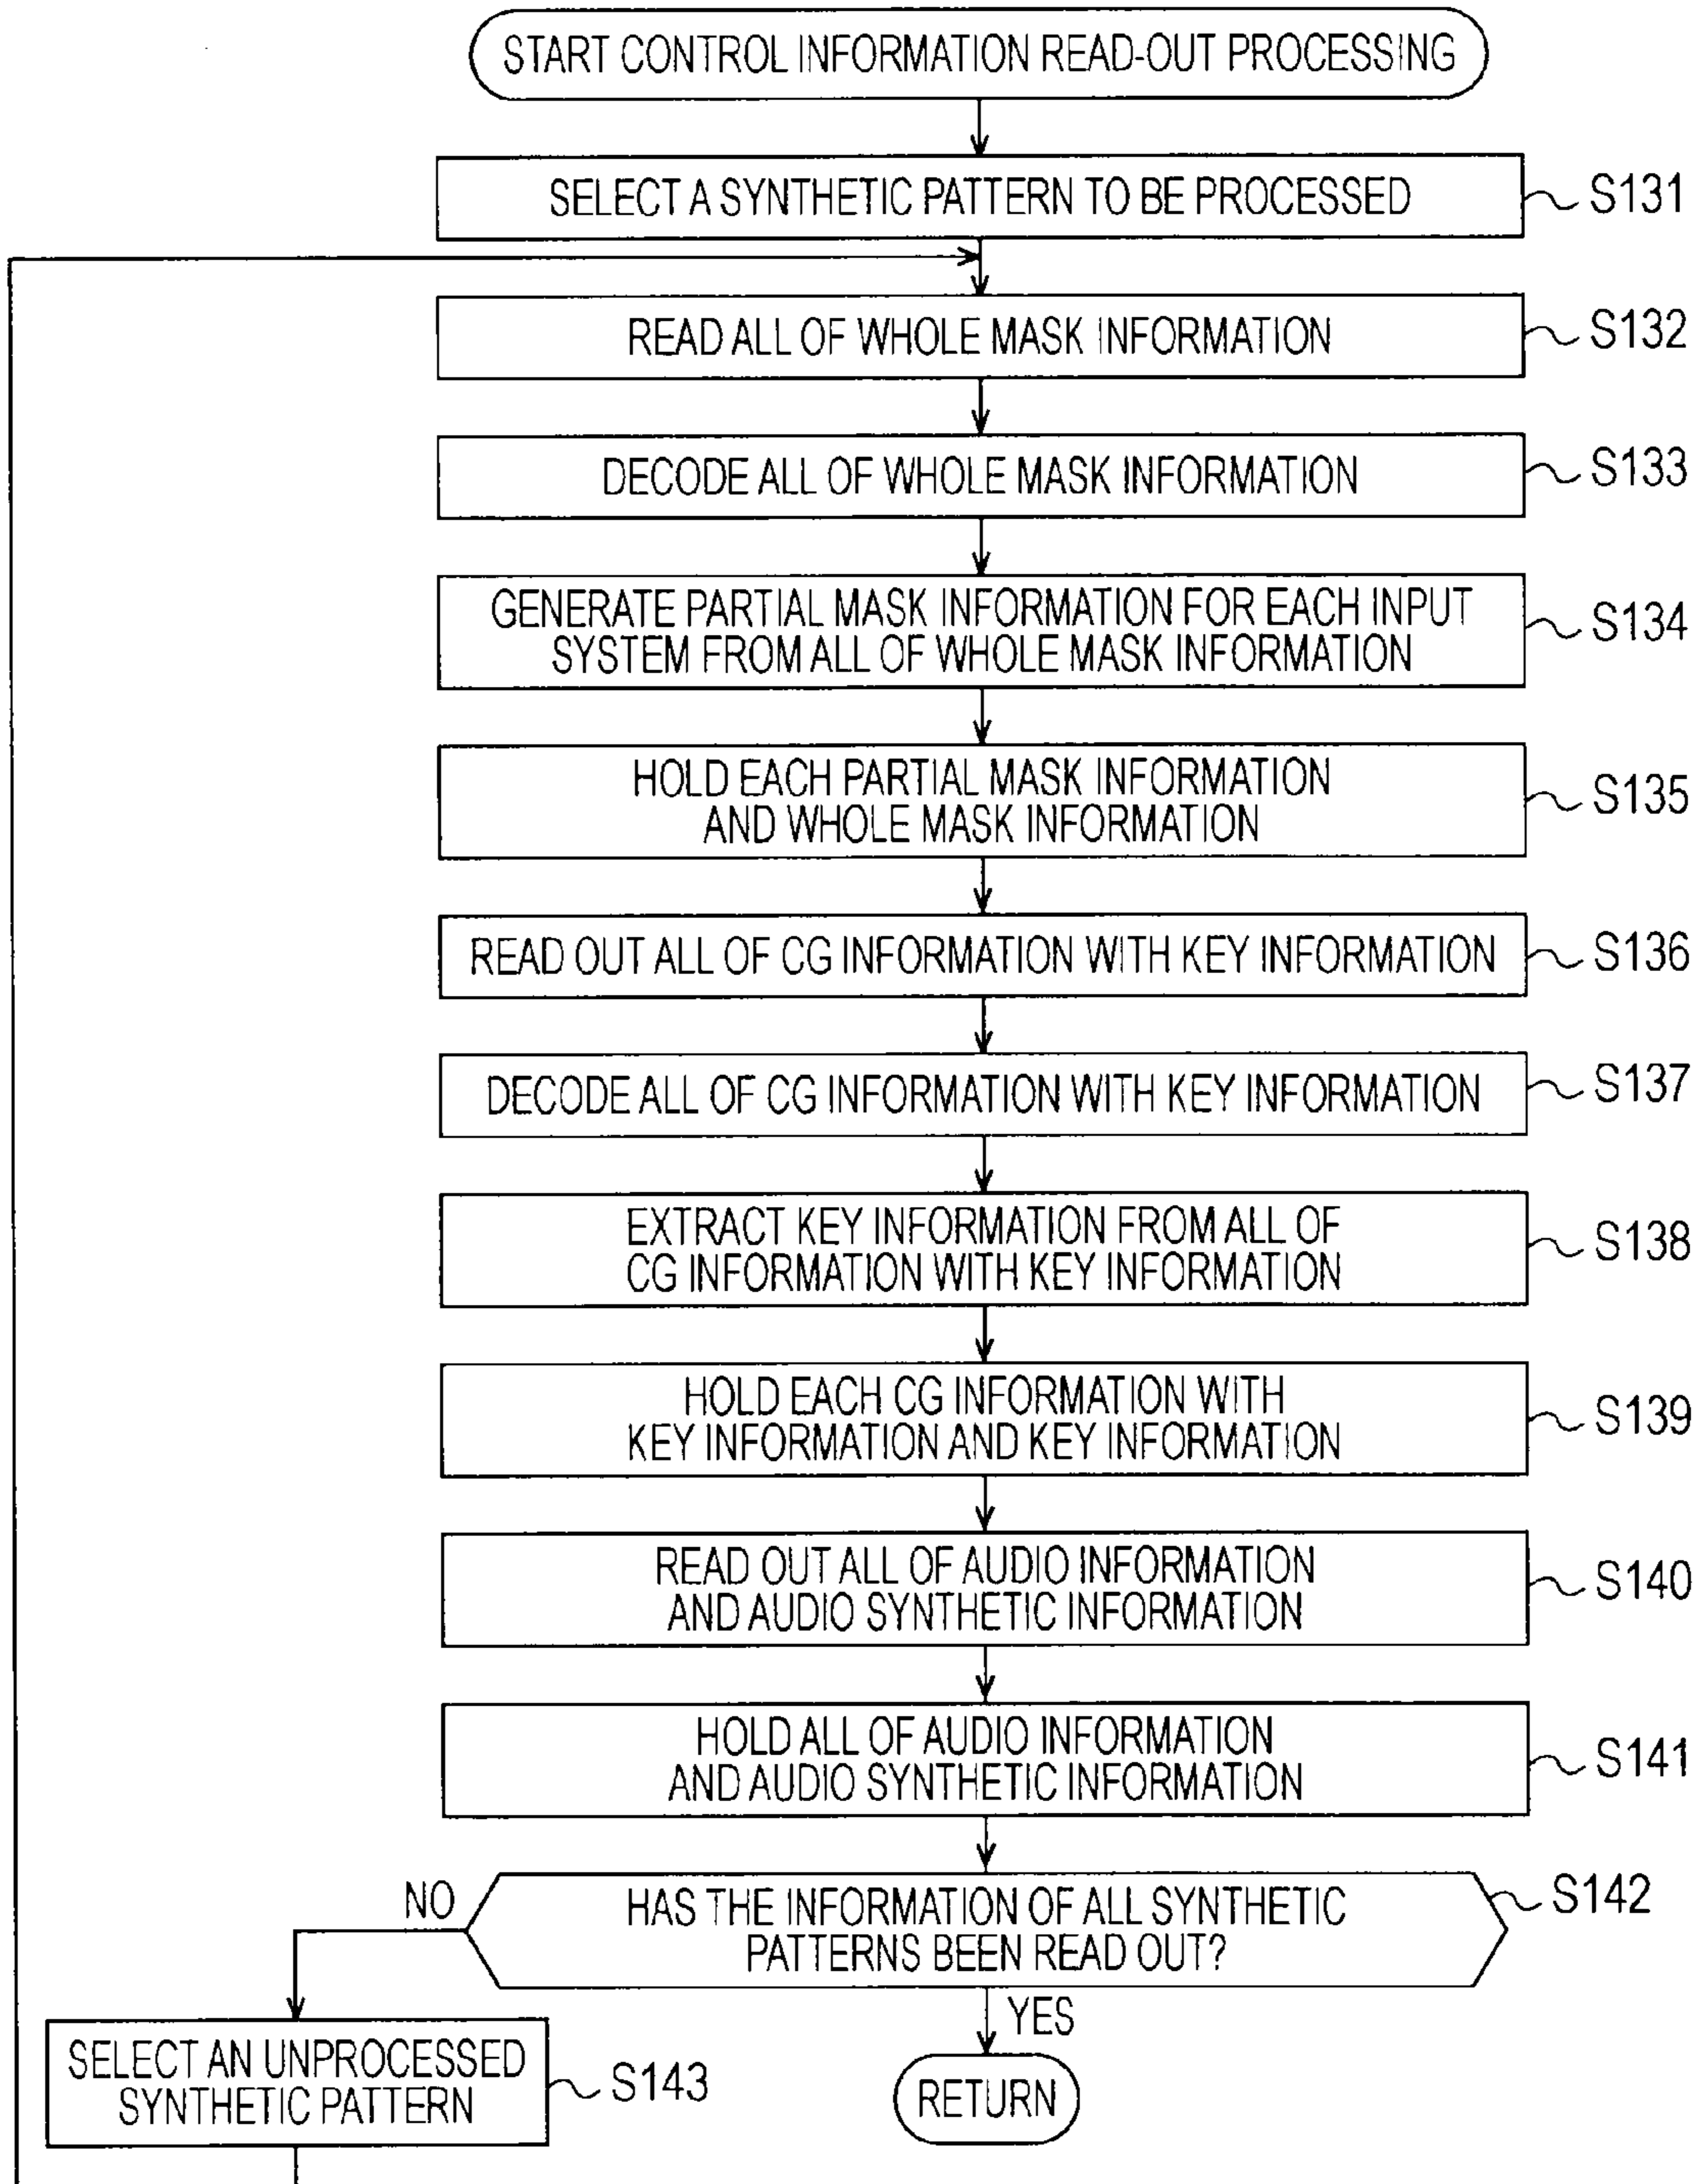 START CONTROL INFORMATION READ-OUT PROCESSING
SELECT A SYNTHETIC PATTERN TO BE PROCESSED
S131
READ ALL OF WHOLE MASK INFORMATION
S132
DECODE ALL OF WHOLE MASK INFORMATION
S133
GENERATE PARTIAL MASK INFORMATION FOR EACH INPUT
SYSTEM FROM ALL OF WHOLE MASK INFORMATION
S134
HOLD EACH PARTIAL MASK INFORMATION
AND WHOLE MASK INFORMATION
S135
READ OUT ALL OF CG INFORMATION WITH KEY INFORMATION
S136
DECODE ALL OF CG INFORMATION WITH KEY INFORMATION
S137
EXTRACT KEY INFORMATION FROM ALL OF
CG INFORMATION WITH KEY INFORMATION
S138
HOLD EACH CG INFORMATION WITH
KEY INFORMATION AND KEY INFORMATION
S139
READ OUT ALL OF AUDIO INFORMATION
AND AUDIO SYNTHETIC INFORMATION
S140
HOLD ALL OF AUDIO INFORMATION
AND AUDIO SYNTHETIC INFORMATION
S141
NO
HAS THE INFORMATION OF ALL SYNTHETIC
PATTERNS BEEN READ OUT?
S142
YES
SELECT AN UNPROCESSED
SYNTHETIC PATTERN
S143
RETURN